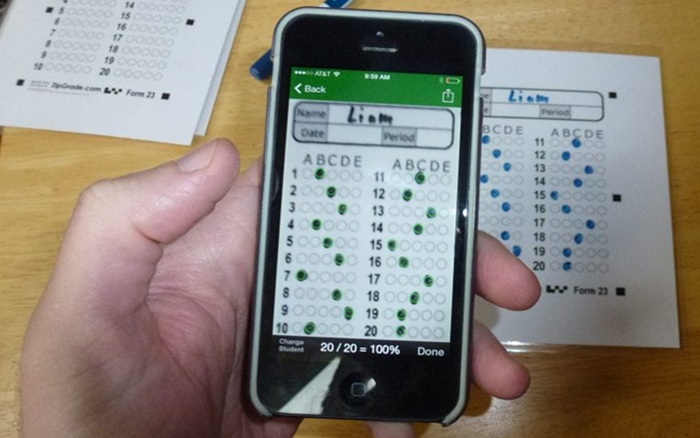 14
15
16
17
18
19
20
5
6
7
8
9
10
ZipGrade.com Form 23
AT&T 9:59 AM
Back
Name Liam
Date Period
A B C D E
1
2
3
4
5
6
7
8
9
10
A B C D E
11
12
13
14
15
16
17
18
19
20
Change
Student
20 / 20 = 100% Done
Liam
Period
C D E
A B C D E
11
12
13
14
15
16
17
18
19
20
Form 23